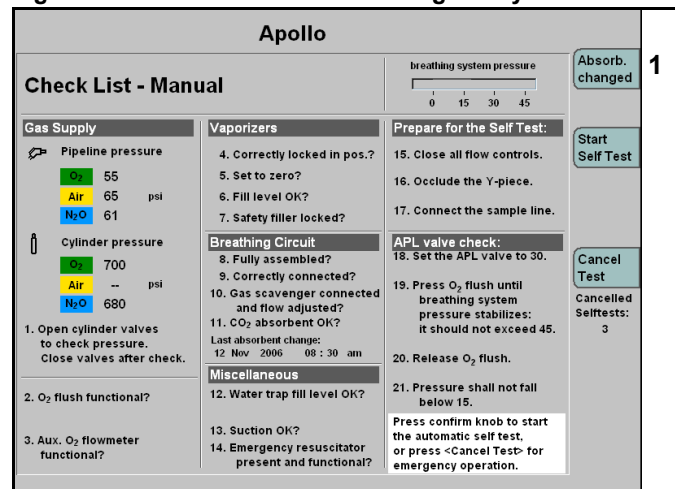 Apollo
Check List - Manual
breathing system pressure
0 15 30 45
Absorb.
changed
1
Gas Supply
Pipeline pressure
O₂ 55
Air 65 psi
N₂O 61
Cylinder pressure
O₂ 700
Air -- psi
N₂O 680
1. Open cylinder valves
to check pressure.
Close valves after check.
2. O₂ flush functional?
3. Aux. O₂ flowmeter
functional?
Vaporizers
4. Correctly locked in pos.?
5. Set to zero?
6. Fill level OK?
7. Safety filler locked?
Breathing Circuit
8. Fully assembled?
9. Correctly connected?
10. Gas scavenger connected
and flow adjusted?
11. CO₂ absorbent OK?
Last absorbent change:
12 Nov 2006 08 : 30 am
Miscellaneous
12. Water trap fill level OK?
13. Suction OK?
14. Emergency resuscitator
present and functional?
Prepare for the Self Test:
15. Close all flow controls.
16. Occlude the Y-piece.
17. Connect the sample line.
APL valve check:
18. Set the APL valve to 30.
19. Press O₂ flush until
breathing system
pressure stabilizes:
it should not exceed 45.
20. Release O₂ flush.
21. Pressure shall not fall
below 15.
Press confirm knob to start
the automatic self test,
or press <Cancel Test> for
emergency operation.
Start
Self Test
Cancel
Test
Cancelled
Selftests:
3